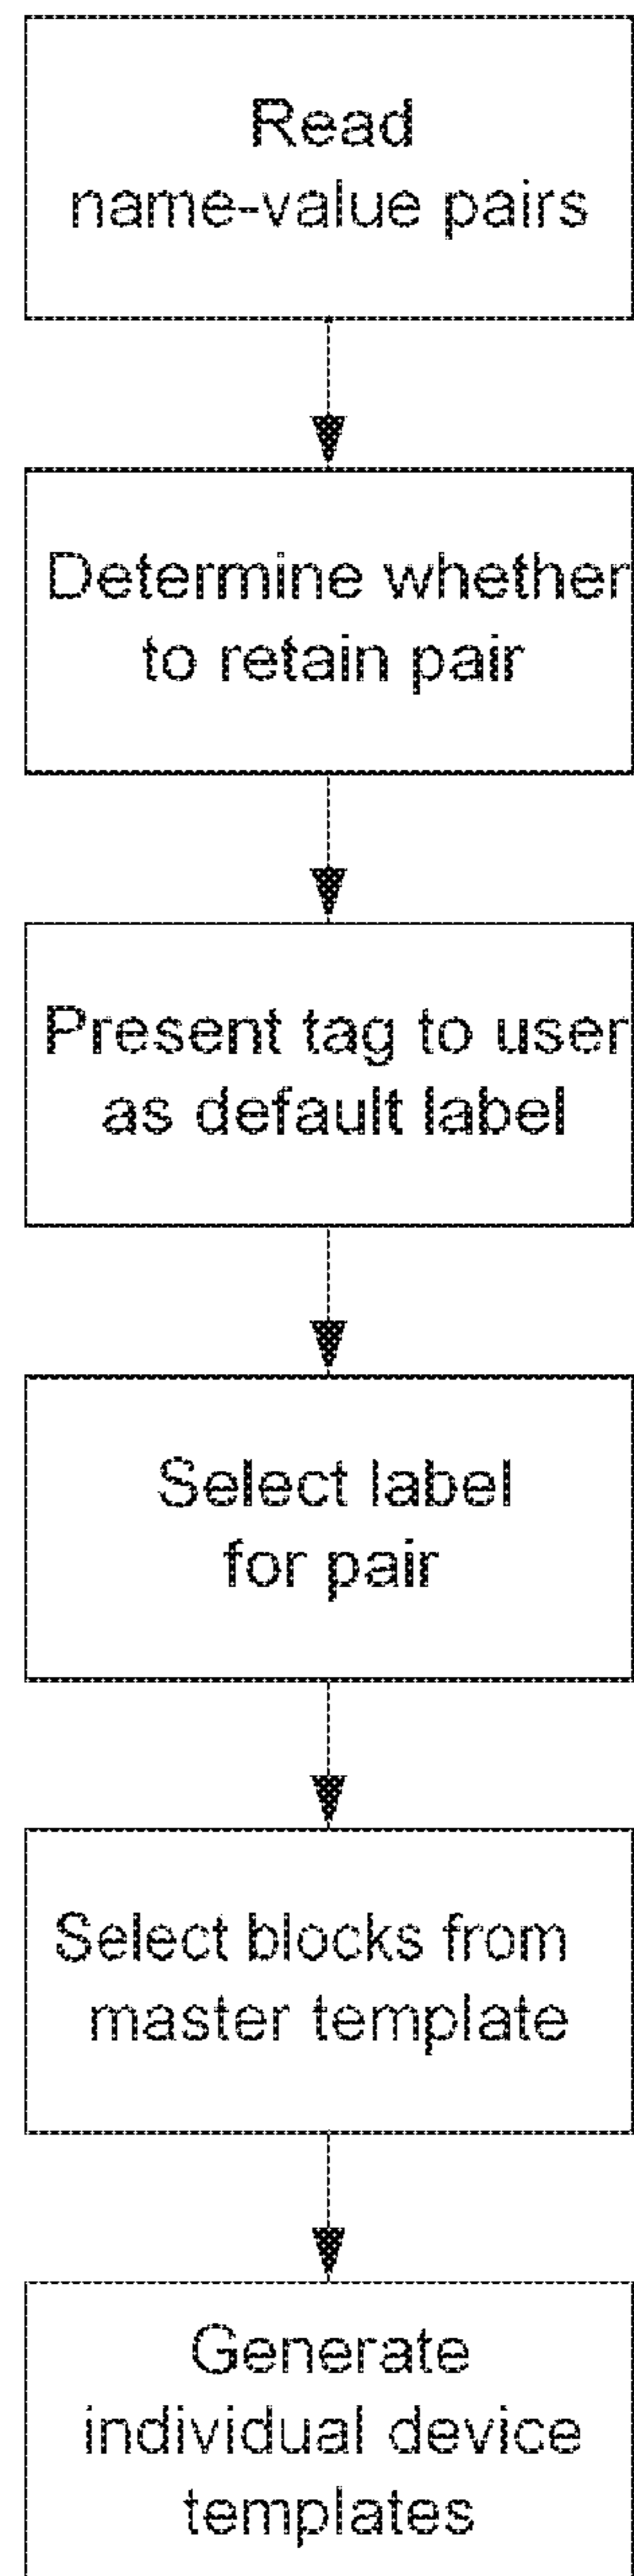 Read
name-value pairs
Determine whether
to retain pair
Present tag to user
as default label
Select label
for pair
Select blocks from
master template
Generate
individual device
templates